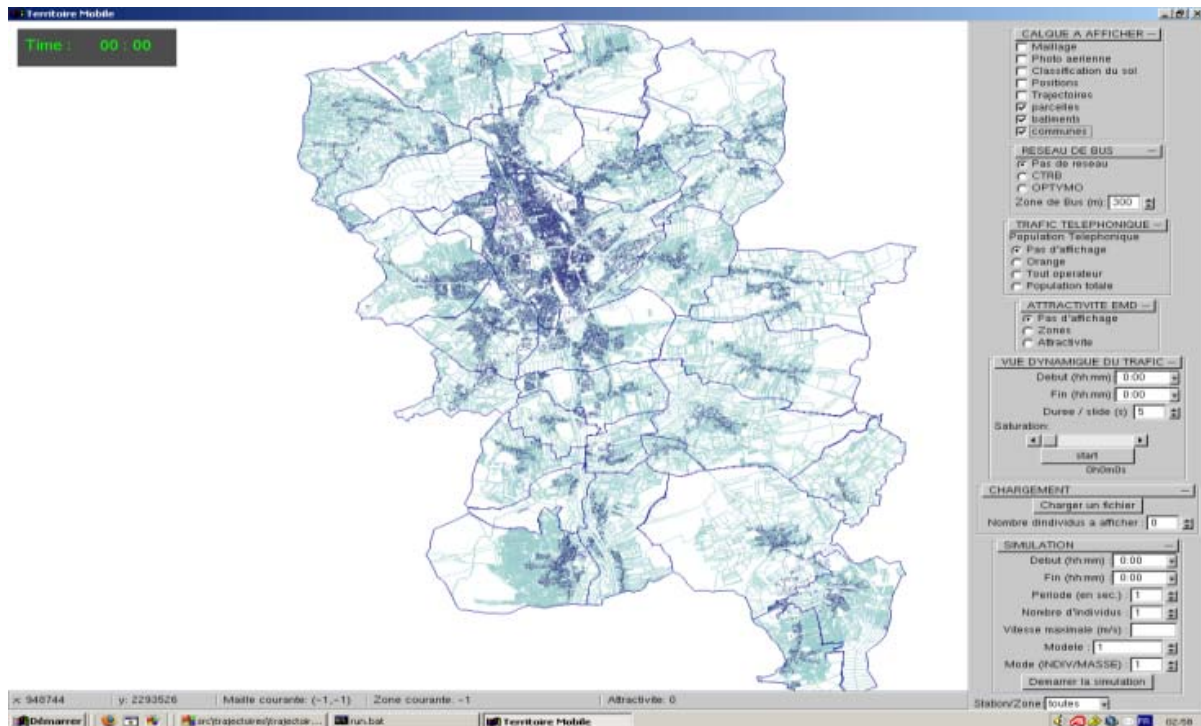 Territoire Mobile
Time : 00 : 00
CALQUE A AFFICHER
Maillage
Photo aerienne
Classification du sol
Positions
Trajectoires
parcelles
batiments
communes
RESEAU DE BUS
Pas de reseau
CTRB
OPTYMO
Zone de Bus (m): 300
TRAFIC TELEPHONIQUE
Population Telephonique
Pas d'affichage
Orange
Tout operateur
Population totale
ATTRACTIVITE EMD
Pas d'affichage
Zones
Attractivite
VUE DYNAMIQUE DU TRAFIC
Debut (hh:mm) 0:00
Fin (hh:mm) 0:00
Duree / slide (s) 5
Saturation:
start
0h0m0s
CHARGEMENT
Charger un fichier
Nombre dindividus a afficher : 0
SIMULATION
Debut (hh:mm) : 0:00
Fin (hh:mm) : 0:00
Periode (en sec.) : 1
Nombre d'individus : 1
Vitesse maximale (m/s)
Modele : 1
Mode (INDIV/MASSE) : 1
Demarrer la simulation
Station/Zone toutes
x: 948744 y: 2293526 Maille courante: (-1,-1) Zone courante: -1 Attractivite: 0
Démarrer src\trajectoires\trajectoir... run.bat Territoire Mobile